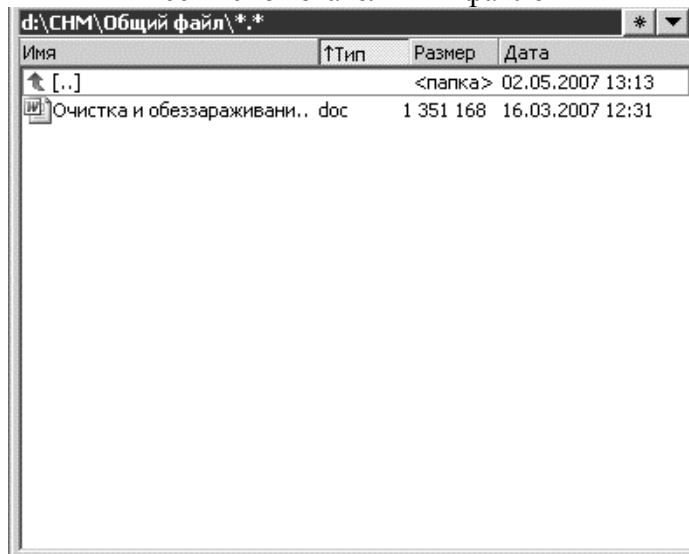 d:\CHM\Общий файл\*.* * ▼
Имя ↑Тип Размер Дата
[..] <папка> 02.05.2007 13:13
Очистка и обеззараживани.. doc 1 351 168 16.03.2007 12:31